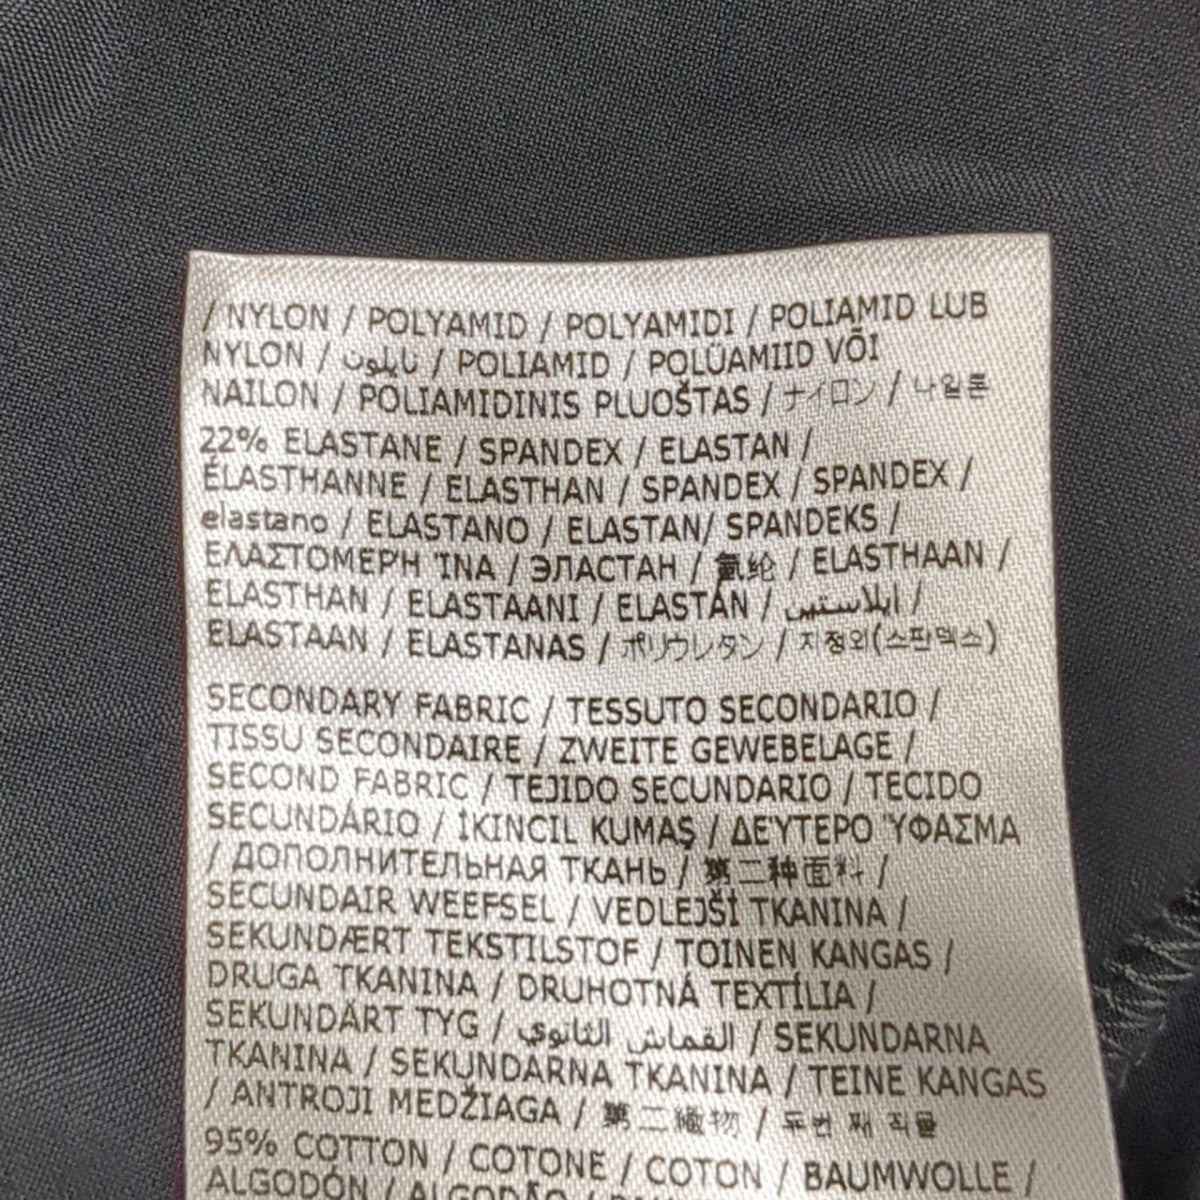 / NYLON / POLYAMID / POLYAMIDI / POLIAMID LUB
NYLON / نايلون / POLIAMID / POLÜAMIID VÕI
NAILON / POLIAMIDINIS PLUOŠTAS / ナイロン / 나일론
22% ELASTANE / SPANDEX / ELASTAN /
ÉLASTHANNE / ELASTHAN / SPANDEX / SPANDEX /
elastano / ELASTANO / ELASTAN/ SPANDEKS /
ΕΛΑΣΤΟΜΕΡΗ ΊΝΑ / ЭЛАСТАН / 氨纶 / ELASTHAAN /
ELASTHAN / ELASTAANI / ELASTÁN / ايلاستين /
ELASTAAN / ELASTANAS / ポリウレタン / 지정외(스판덱스)
SECONDARY FABRIC / TESSUTO SECONDARIO /
TISSU SECONDAIRE / ZWEITE GEWEBELAGE /
SECOND FABRIC / TEJIDO SECUNDARIO / TECIDO
SECUNDÁRIO / İKINCIL KUMAŞ / ΔΕΥΤΕΡΟ ΎΦΑΣΜΑ
/ ДОПОЛНИТЕЛЬНАЯ ТКАНЬ / 第二种面料 /
SECUNDAIR WEEFSEL / VEDLEJŠÍ TKANINA /
SEKUNDÆRT TEKSTILSTOF / TOINEN KANGAS /
DRUGA TKANINA / DRUHOTNÁ TEXTÍLIA /
SEKUNDÄRT TYG / القماش الثانوي / SEKUNDARNA
TKANINA / SEKUNDARNA TKANINA / TEINE KANGAS
/ ANTROJI MEDŽIAGA / 第二織物 / 두번 째 직물
95% COTTON / COTONE / COTON / BAUMWOLLE /
ALGODÓN / ALGODÃO /